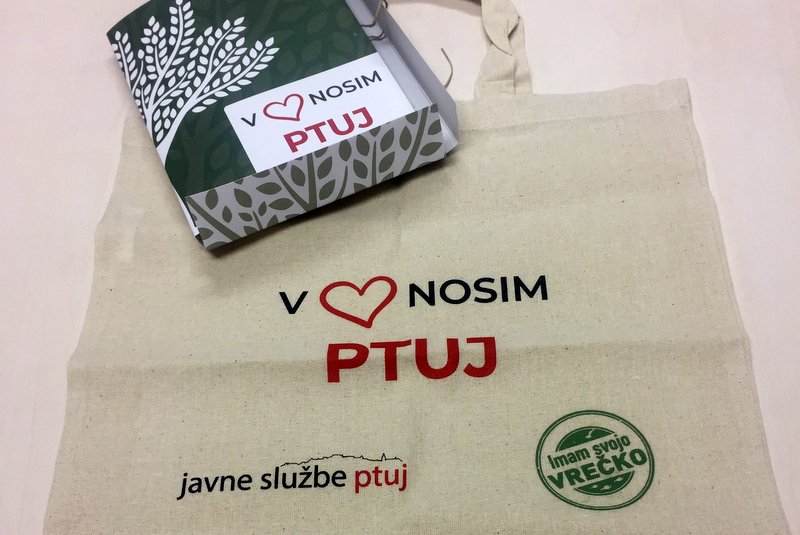 V ♡ NOSIM
PTUJ
V ♡ NOSIM
PTUJ
javne službe ptuj
Imam svojo
VREČKO